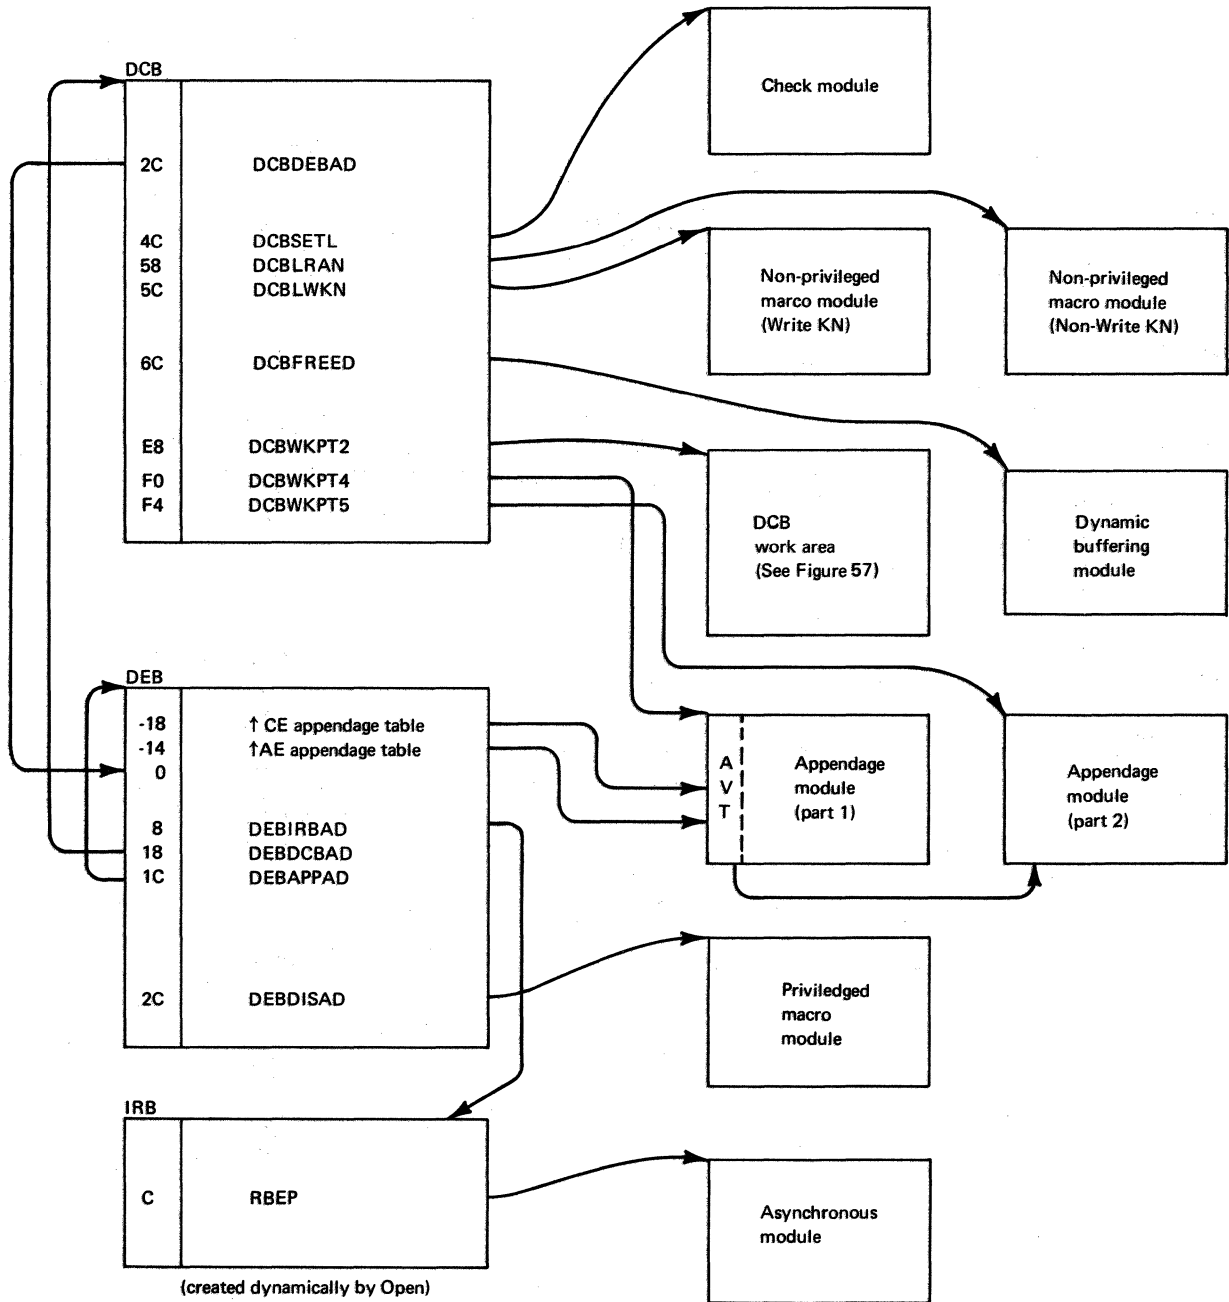 DCB
2C DCBDEBAD
4C DCBSETL
58 DCBLRAN
5C DCBLWKN
6C DCBFREED
E8 DCBWKPT2
F0 DCBWKPT4
F4 DCBWKPT5
Check module
Non-privileged
marco module
(Write KN)
Non-privileged
macro module
(Non-Write KN)
DCB
work area
(See Figure 57)
Dynamic
buffering
module
DEB
-18 ↑ CE appendage table
-14 ↑AE appendage table
0
8 DEBIRBAD
18 DEBDCBAD
1C DEBAPPAD
2C DEBDISAD
A
V
T
Appendage
module
(part 1)
Appendage
module
(part 2)
Priviledged
macro
module
IRB
C RBEP
(created dynamically by Open)
Asynchronous
module